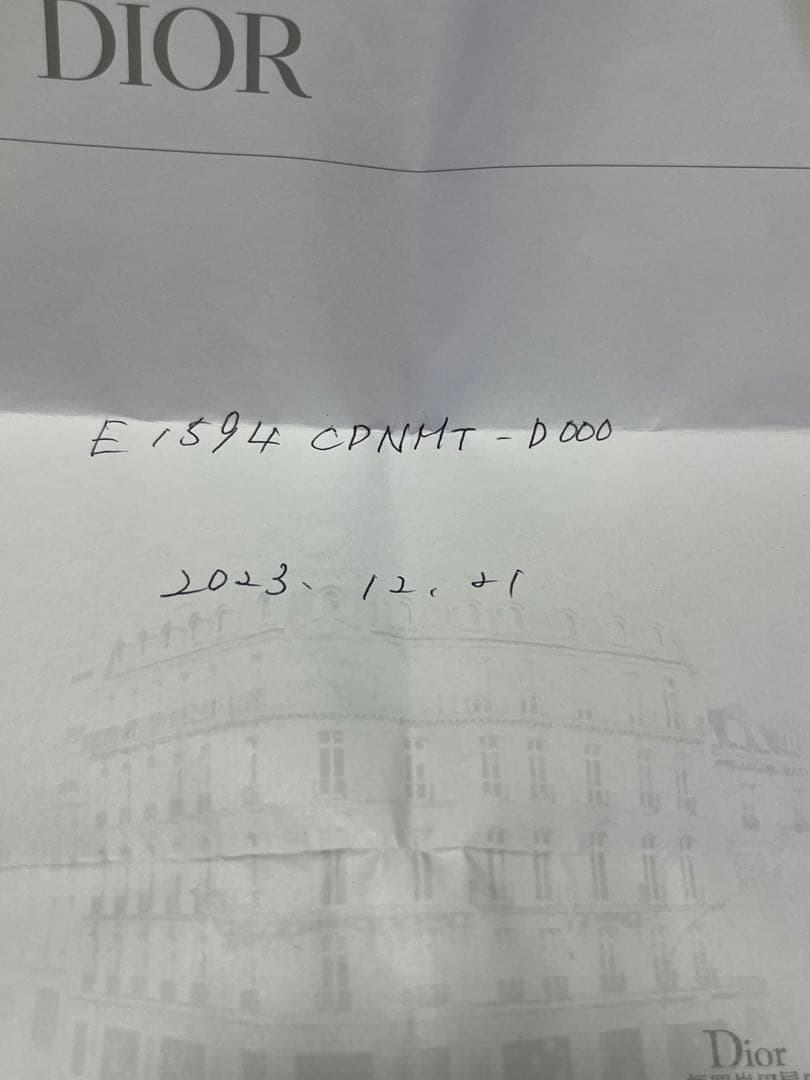 DIOR
E1594 CDNMT-D000
2023、12. 21
Dior